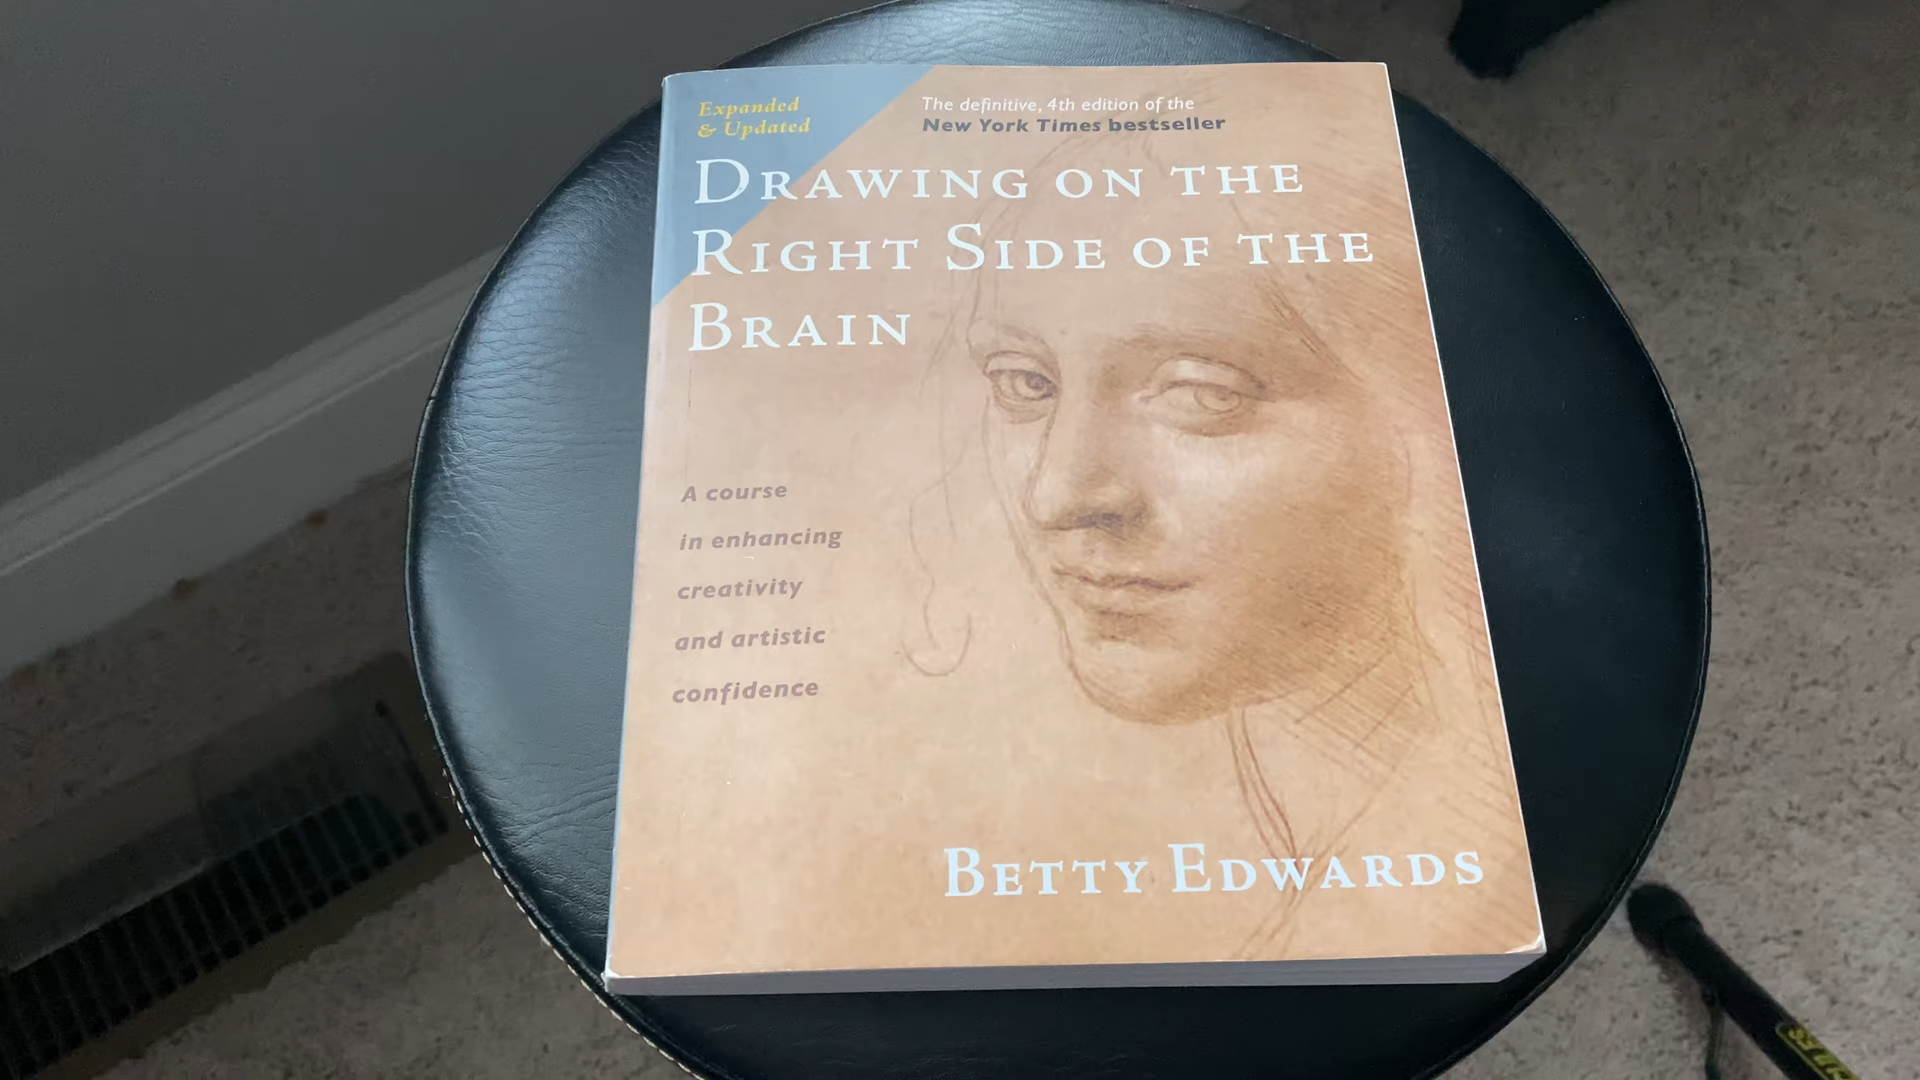 Expanded
& Updated
The definitive, 4th edition of the
New York Times bestseller
DRAWING ON THE
RIGHT SIDE OF THE
BRAIN
A course
in enhancing
creativity
and artistic
confidence
BETTY EDWARDS